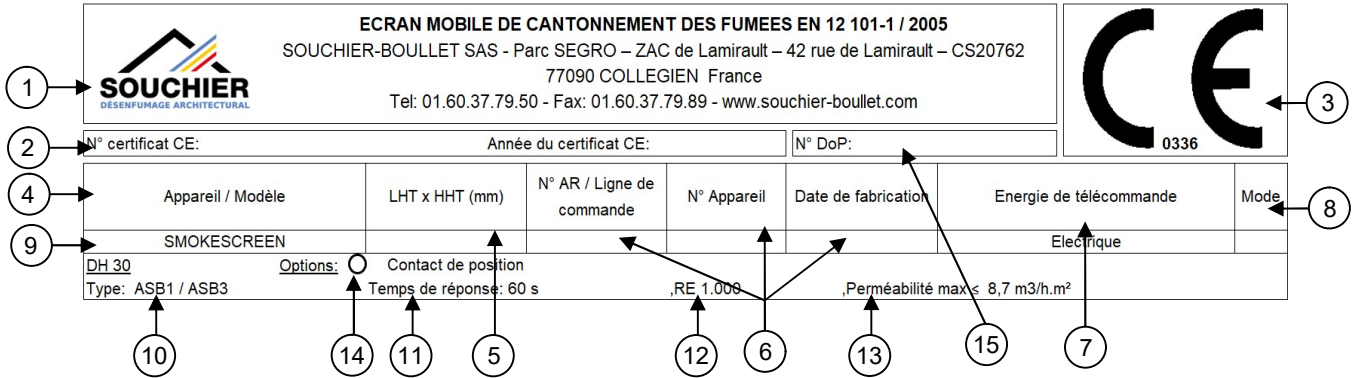 ECRAN MOBILE DE CANTONNEMENT DES FUMEES EN 12 101-1 / 2005
SOUCHIER-BOULLET SAS - Parc SEGRO – ZAC de Lamirault – 42 rue de Lamirault – CS20762
77090 COLLEGIEN France
Tel: 01.60.37.79.50 - Fax: 01.60.37.79.89 - www.souchier-boullet.com
SOUCHIER
DÉSENFUMAGE ARCHITECTURAL
CE
0336
1
3
2
N° certificat CE: Année du certificat CE: N° DoP:
4
Appareil / Modèle
LHT x HHT (mm)
N° AR / Ligne de
commande
N° Appareil
Date de fabrication
Energie de télécommande
Mode
8
9
SMOKESCREEN Electrique
DH 30 Options: Contact de position
Type: ASB1 / ASB3 Temps de réponse: 60 s ,RE 1.000 ,Perméabilité max ≤ 8,7 m3/h.m²
10 14 11 5 12 6 13 15 7